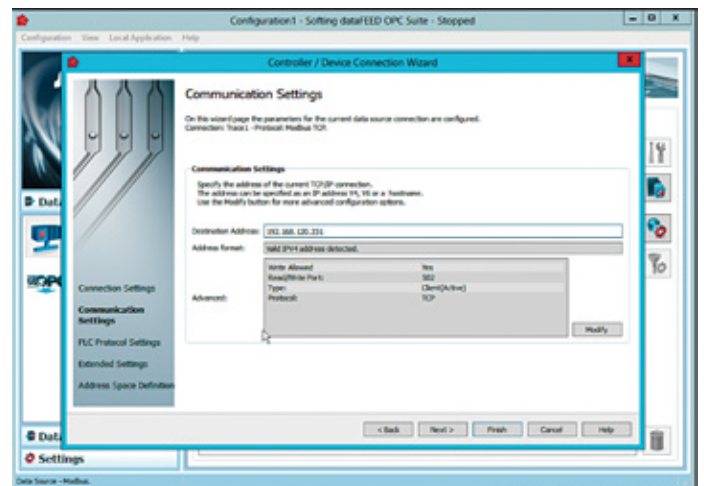 Configuration1 - Softing dataFEED OPC Suite - Stopped
Configuration View Local Application Help
Controller / Device Connection Wizard
Communication Settings
On this wizard page the parameters for the current data source connection are configured.
Connection: Trace1 - Protocol: Modbus TCP.
Communication Settings
Specify the address of the current TCP/IP connection.
The address can be specified as an IP address V4, V6 or a hostname.
Use the Modify button for more advanced configuration options.
Destination Address: 192.168.120.231
Address format: Valid IPV4 address detected.
Write Allowed Yes
Read/Write Port: 502
Type: Client(Active)
Advanced: Protocol: TCP
Modify
Connection Settings
Communication
Settings
PLC Protocol Settings
Extended Settings
Address Space Definition
< Back Next > Finish Cancel Help
Data
OPC
Data
Settings
Data Source - Modbus.